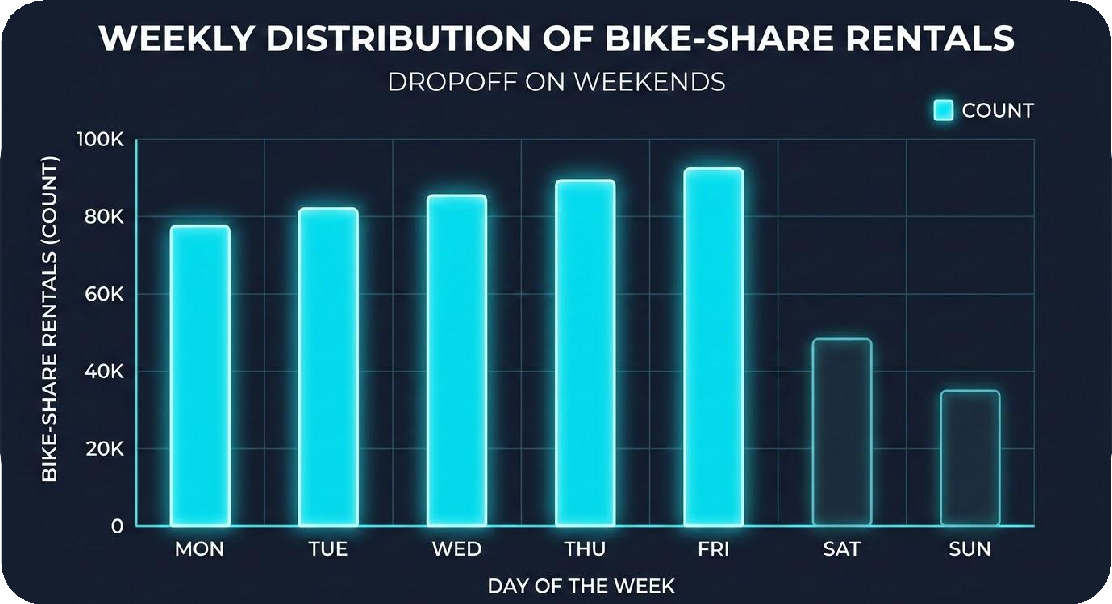 WEEKLY DISTRIBUTION OF BIKE-SHARE RENTALS
DROPOFF ON WEEKENDS
COUNT
BIKE-SHARE RENTALS (COUNT)
100K
80K
60K
40K
20K
0
MON TUE WED THU FRI SAT SUN
DAY OF THE WEEK